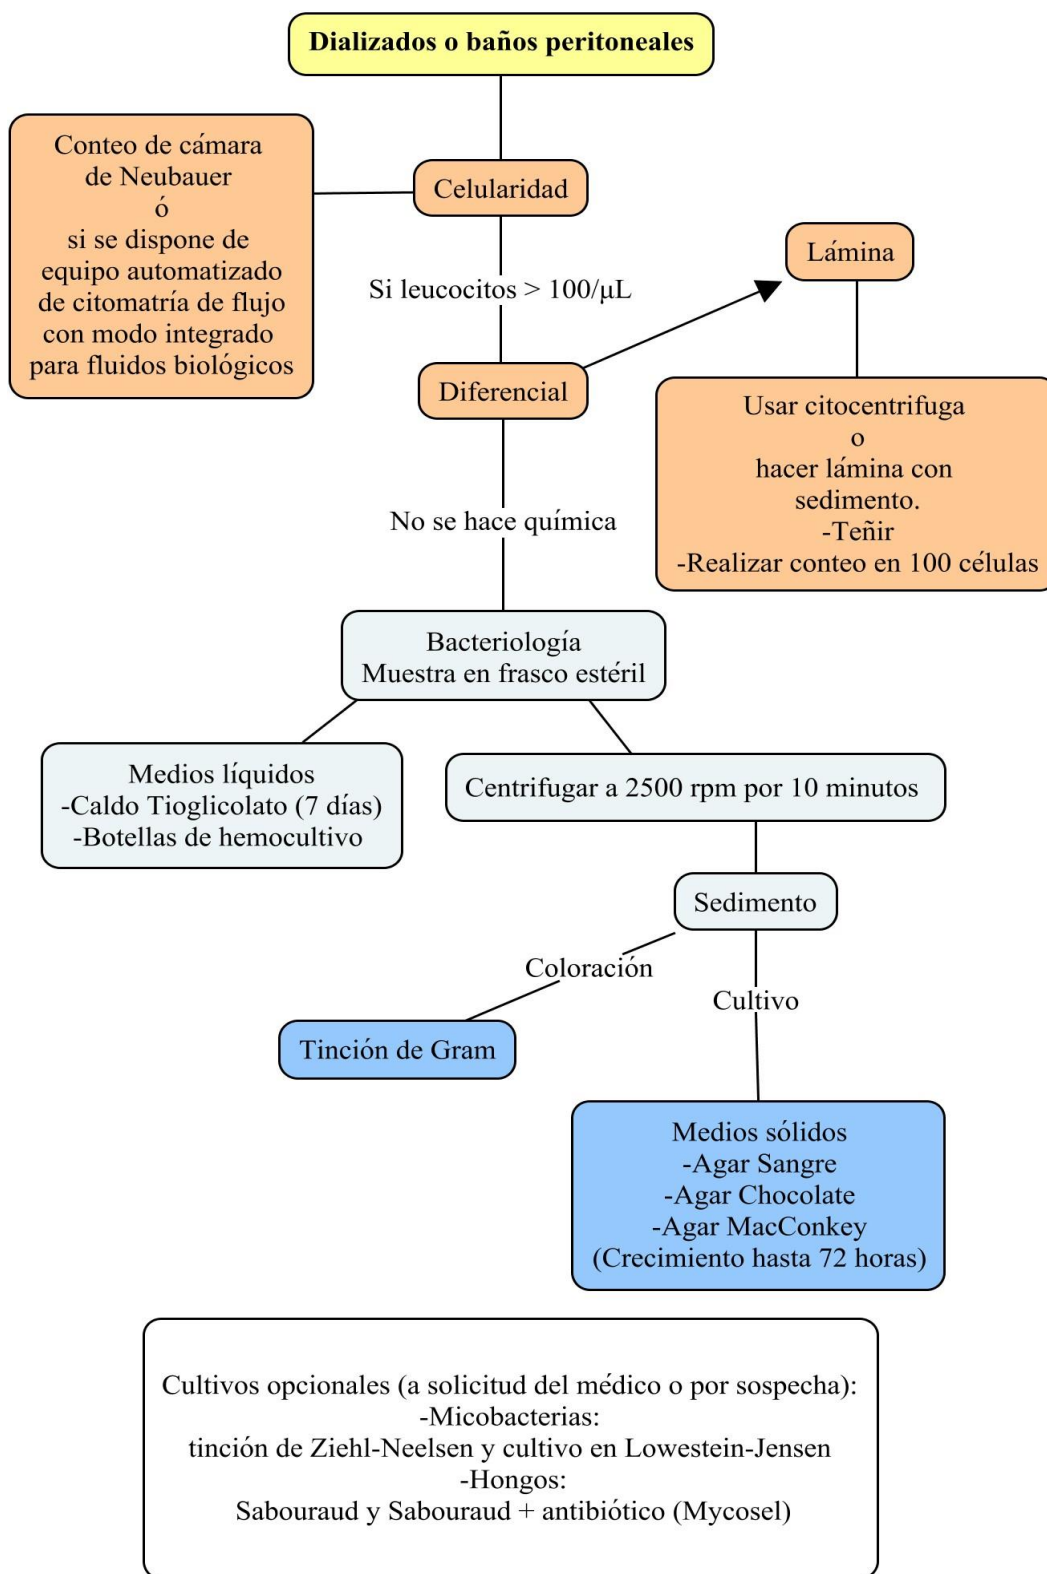 Dializados o baños peritoneales
Conteo de cámara
de Neubauer
ó
si se dispone de
equipo automatizado
de citomatría de flujo
con modo integrado
para fluidos biológicos
Celularidad
Lámina
Si leucocitos > 100/μL
Diferencial
Usar citocentrifuga
o
hacer lámina con
sedimento.
-Teñir
-Realizar conteo en 100 células
No se hace química
Bacteriología
Muestra en frasco estéril
Medios líquidos
-Caldo Tioglicolato (7 días)
-Botellas de hemocultivo
Centrifugar a 2500 rpm por 10 minutos
Sedimento
Coloración
Cultivo
Tinción de Gram
Medios sólidos
-Agar Sangre
-Agar Chocolate
-Agar MacConkey
(Crecimiento hasta 72 horas)
Cultivos opcionales (a solicitud del médico o por sospecha):
-Micobacterias:
tinción de Ziehl-Neelsen y cultivo en Lowestein-Jensen
-Hongos:
Sabouraud y Sabouraud + antibiótico (Mycosel)